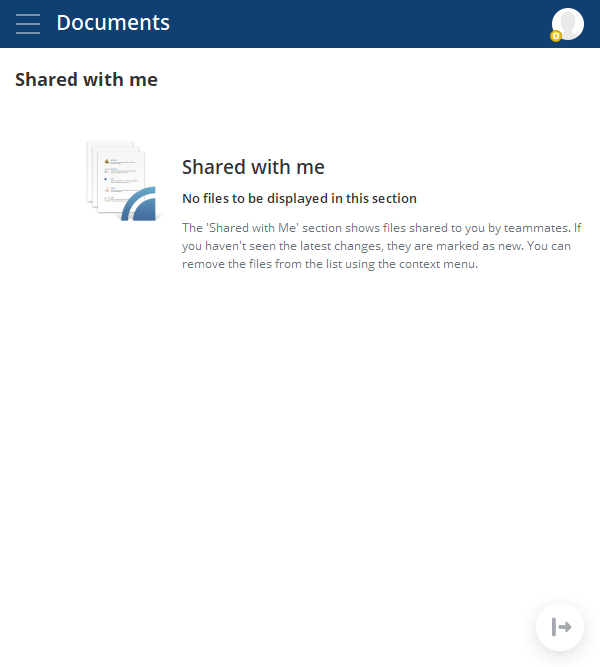 Documents
Shared with me
Shared with me
No files to be displayed in this section
The 'Shared with Me' section shows files shared to you by teammates. If
you haven't seen the latest changes, they are marked as new. You can
remove the files from the list using the context menu.